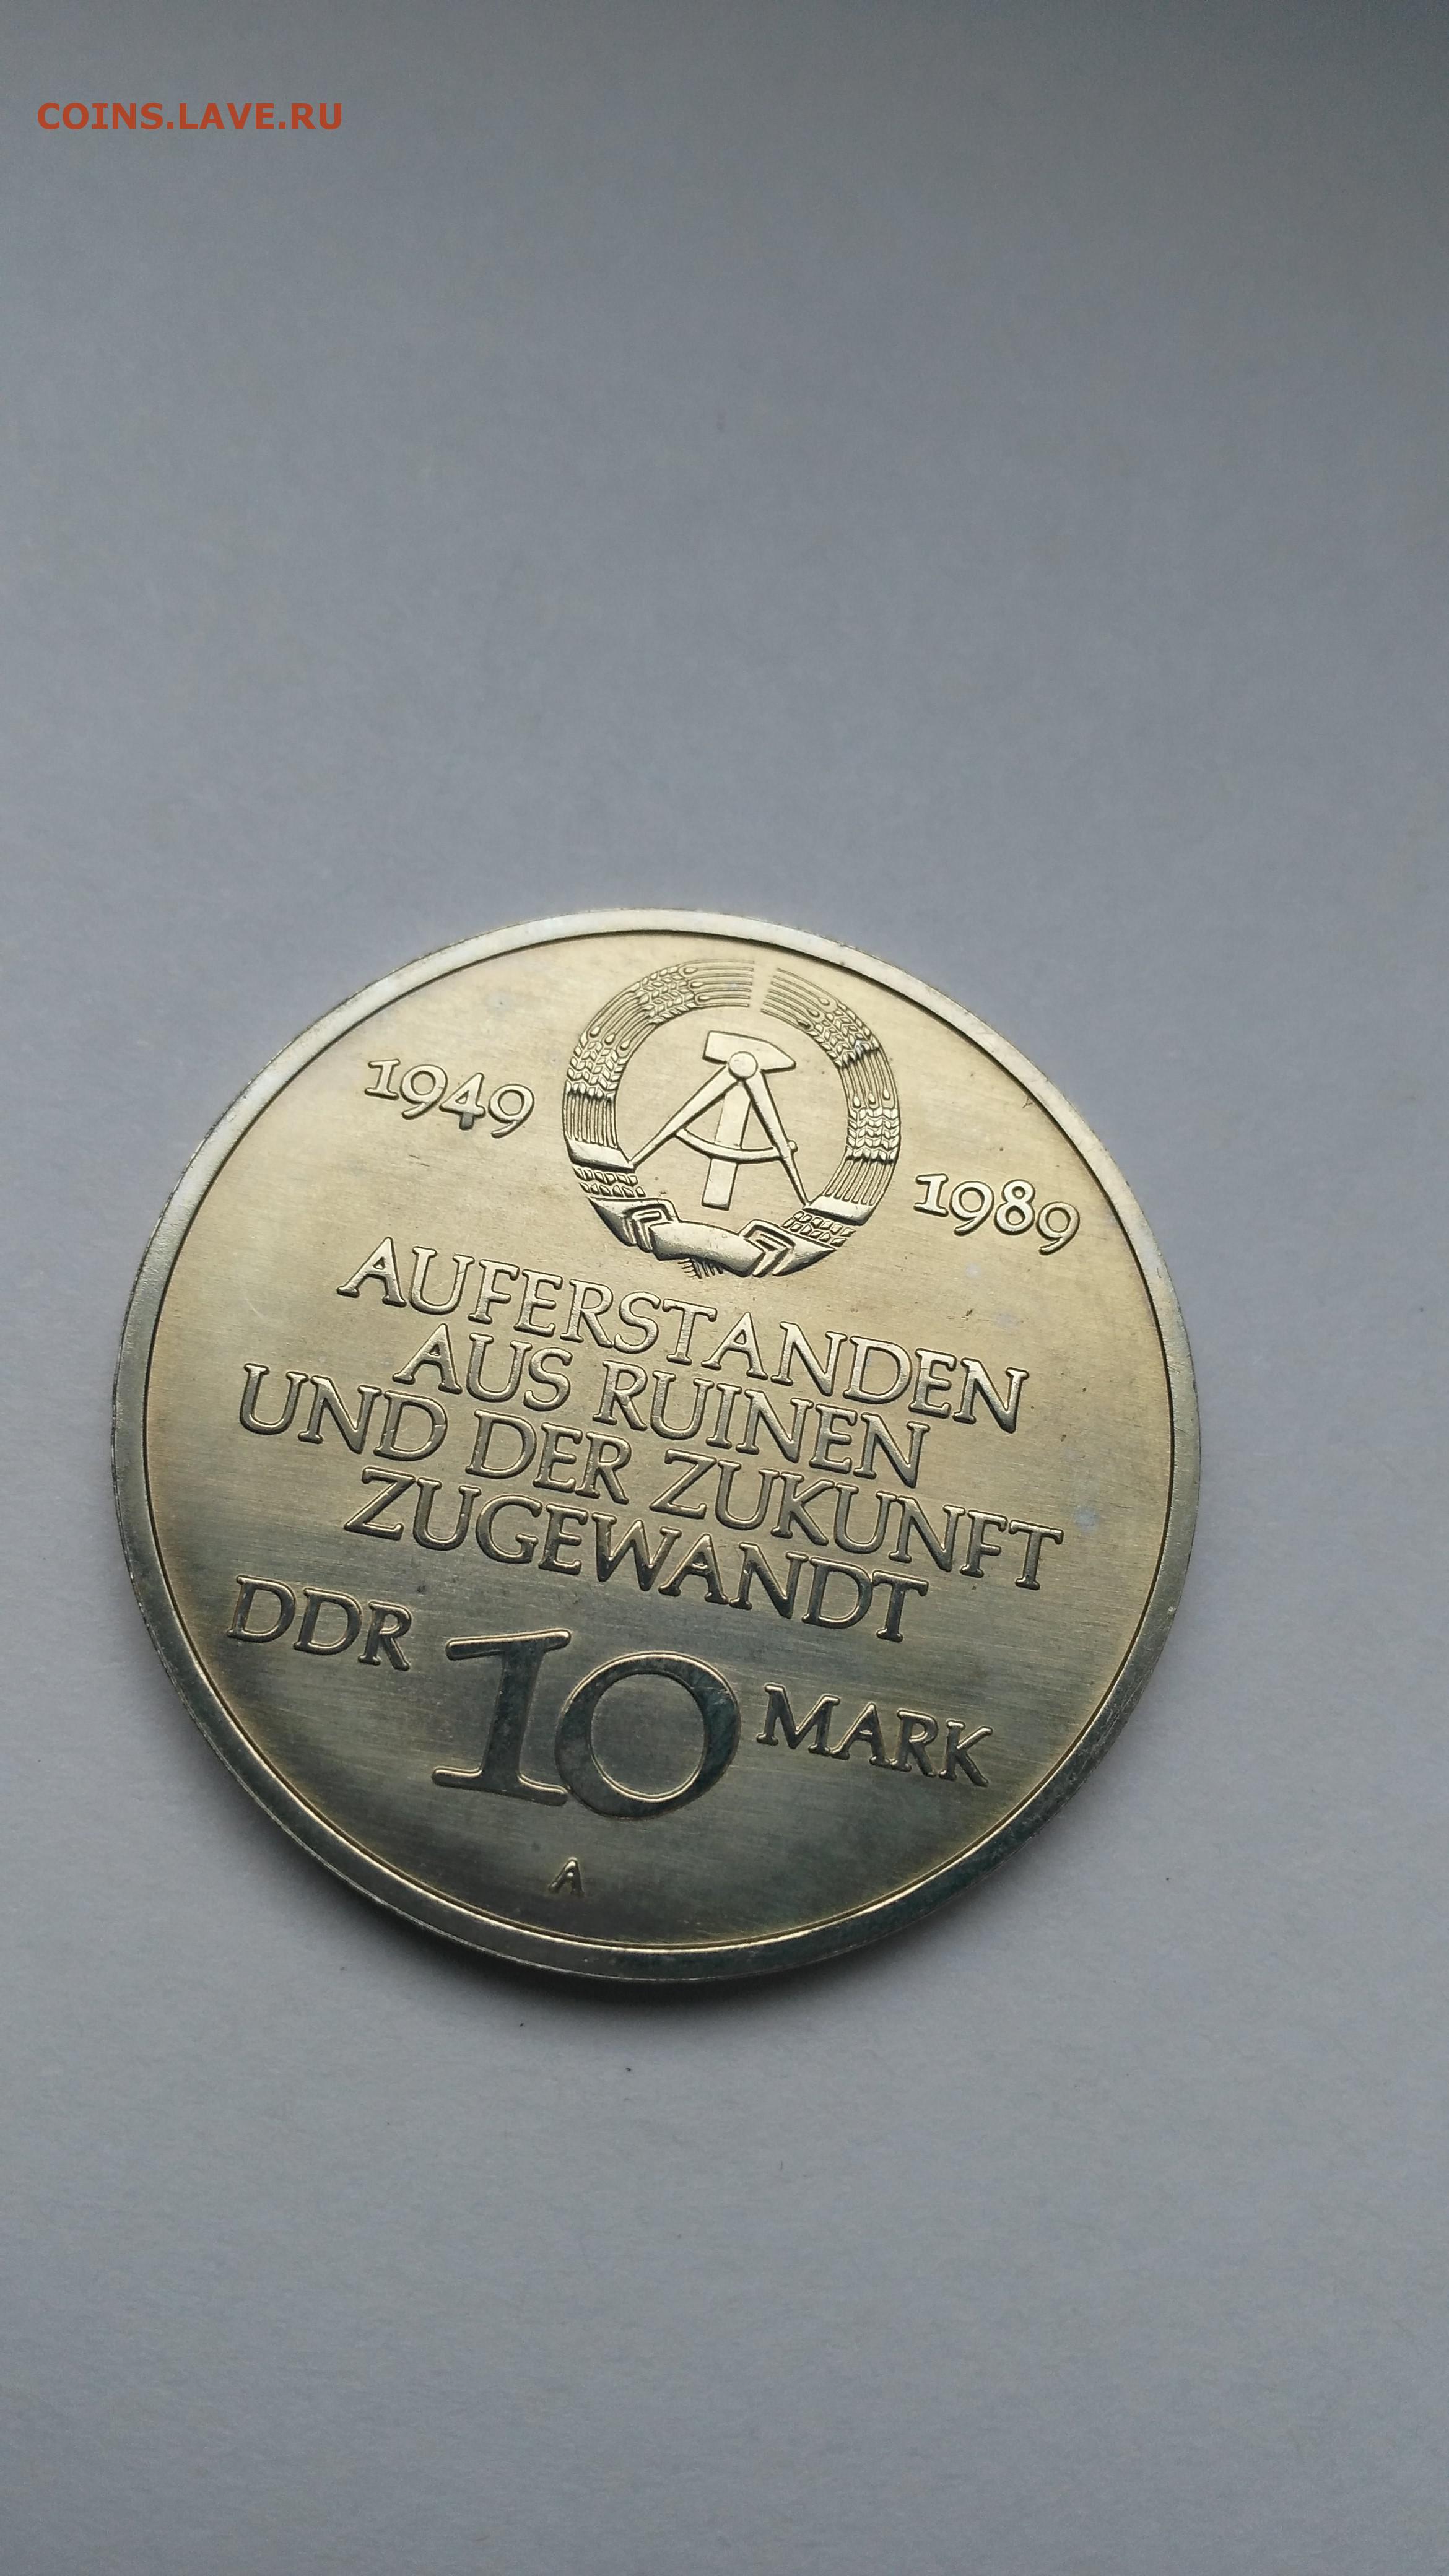 COINS.LAVE.RU
1949
1989
AUFERSTANDEN
AUS RUINEN
UND DER ZUKUNFT
ZUGEWANDT
DDR 10 MARK
A